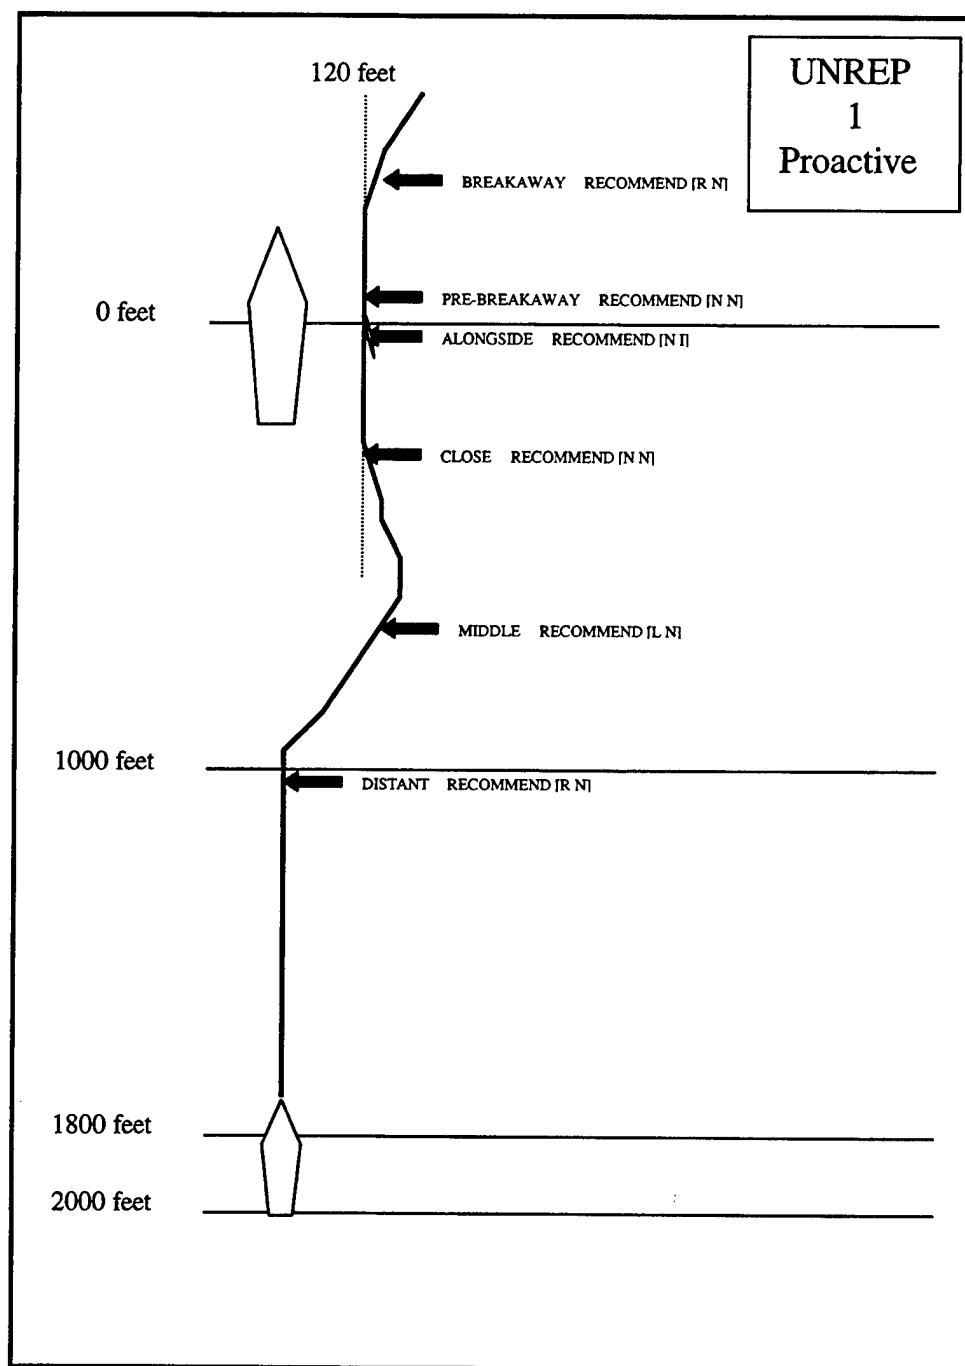 120 feet
UNREP
1
Proactive
BREAKAWAY RECOMMEND [R N]
PRE-BREAKAWAY RECOMMEND [N N]
0 feet
ALONGSIDE RECOMMEND [N I]
CLOSE RECOMMEND [N N]
MIDDLE RECOMMEND [L N]
1000 feet
DISTANT RECOMMEND [R N]
1800 feet
2000 feet